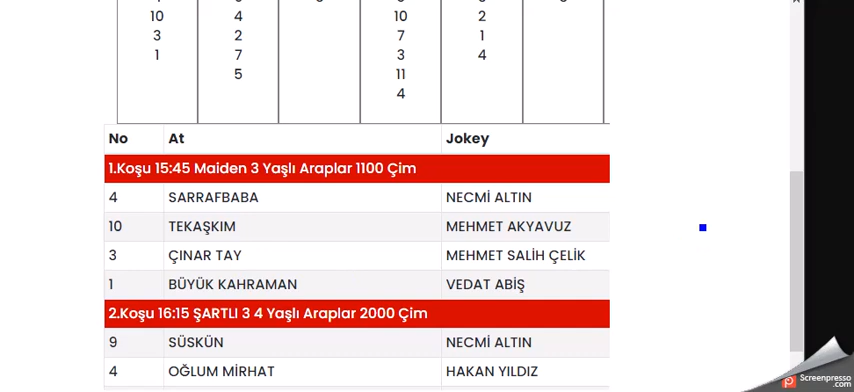 10 4 10 2
3 2 7 1
1 7 3 4
5 11
4
No At Jokey
1.Koşu 15:45 Maiden 3 Yaşlı Araplar 1100 Çim
4 SARRAFBABA NECMİ ALTIN
10 TEKAŞKIM MEHMET AKYAVUZ
3 ÇINAR TAY MEHMET SALİH ÇELİK
1 BÜYÜK KAHRAMAN VEDAT ABİŞ
2.Koşu 16:15 ŞARTLI 3 4 Yaşlı Araplar 2000 Çim
9 SÜSKÜN NECMİ ALTIN
4 OĞLUM MİRHAT HAKAN YILDIZ
Screenpresso
.com